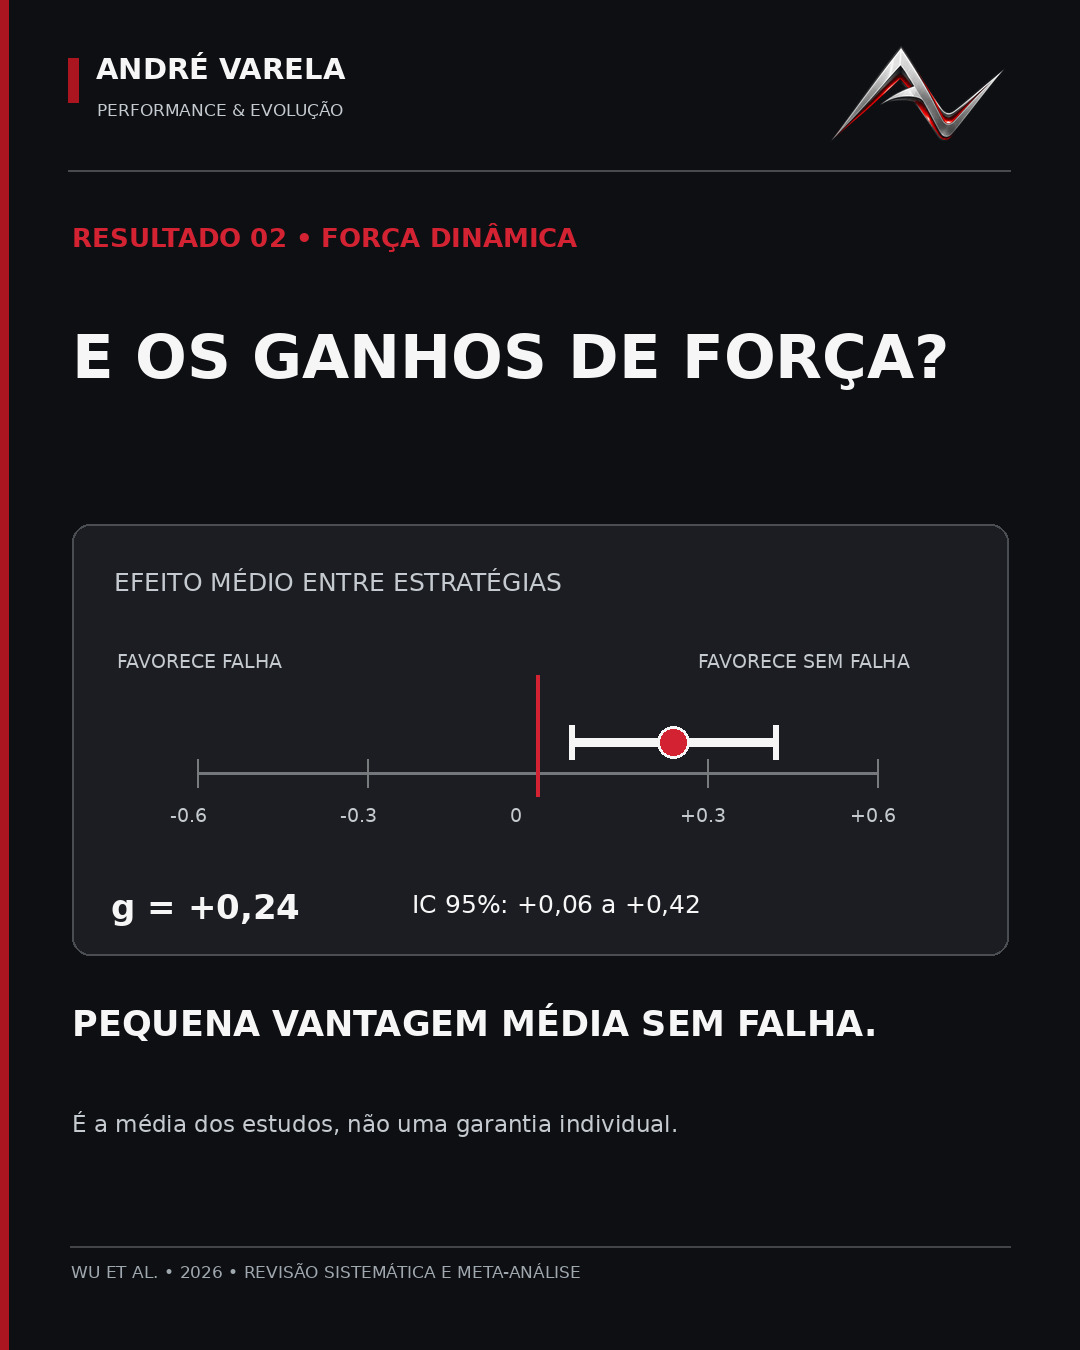 ANDRÉ VARELA
PERFORMANCE & EVOLUÇÃO
RESULTADO 02 • FORÇA DINÂMICA
E OS GANHOS DE FORÇA?
EFEITO MÉDIO ENTRE ESTRATÉGIAS
FAVORECE FALHA
FAVORECE SEM FALHA
-0.6
-0.3
0
+0.3
+0.6
g = +0,24
IC 95%: +0,06 a +0,42
PEQUENA VANTAGEM MÉDIA SEM FALHA.
É a média dos estudos, não uma garantia individual.
WU ET AL. • 2026 • REVISÃO SISTEMÁTICA E META-ANÁLISE